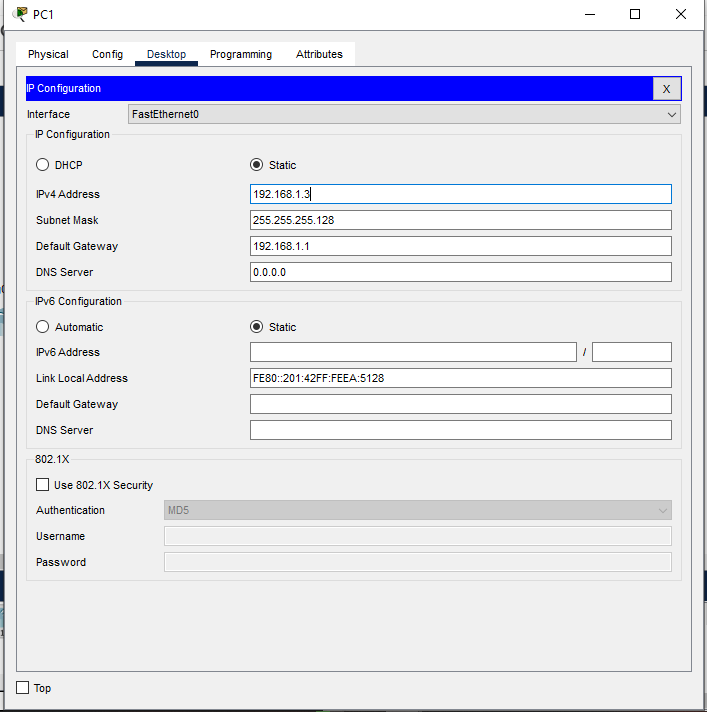 PC1
Physical Config Desktop Programming Attributes
IP Configuration X
Interface FastEthernet0
IP Configuration
DHCP Static
IPv4 Address 192.168.1.3
Subnet Mask 255.255.255.128
Default Gateway 192.168.1.1
DNS Server 0.0.0.0
IPv6 Configuration
Automatic Static
IPv6 Address /
Link Local Address FE80::201:42FF:FEEA:5128
Default Gateway
DNS Server
802.1X
Use 802.1X Security
Authentication MD5
Username
Password
Top